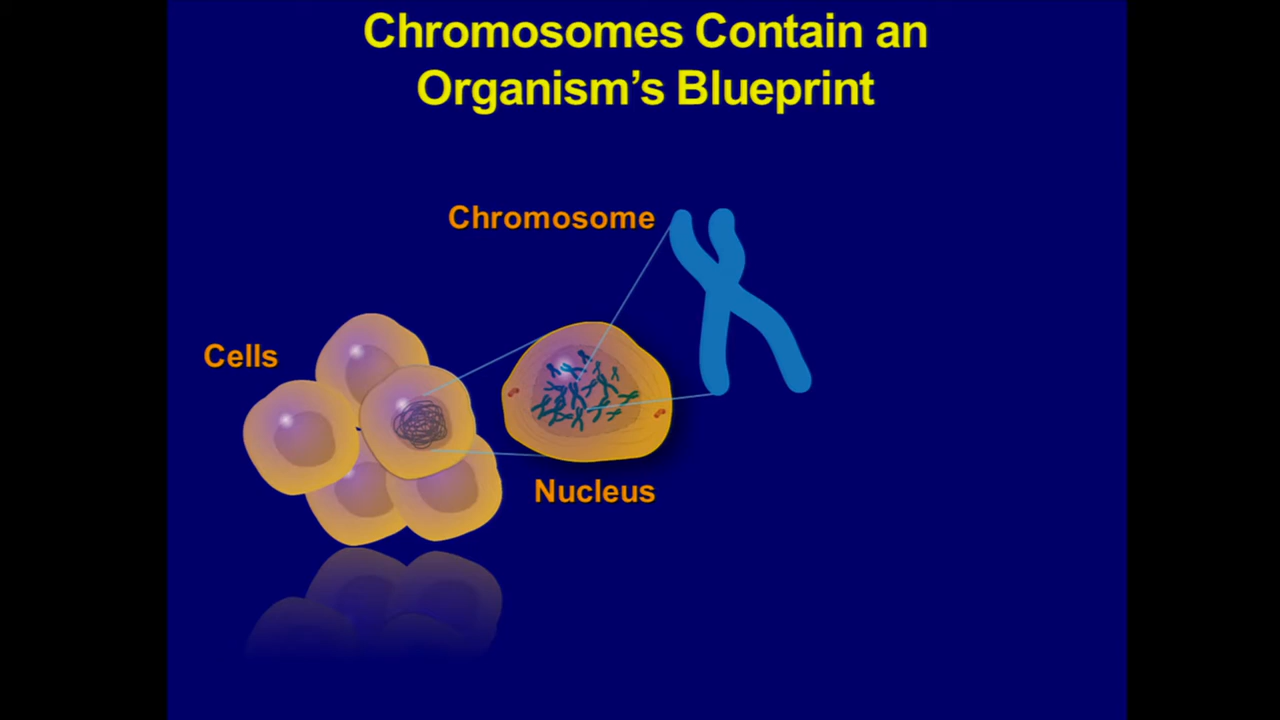 Chromosomes Contain an
Organism's Blueprint
Chromosome
Cells
Nucleus